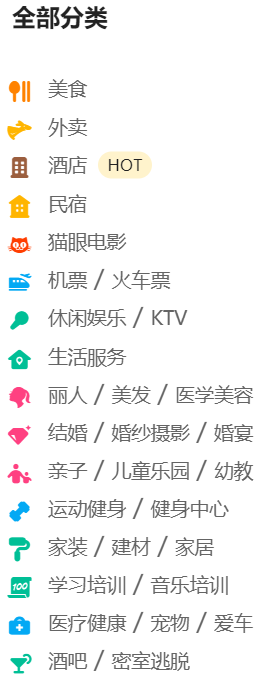 全部分类
美食
外卖
酒店 HOT
民宿
猫眼电影
机票 / 火车票
休闲娱乐 / KTV
生活服务
丽人 / 美发 / 医学美容
结婚 / 婚纱摄影 / 婚宴
亲子 / 儿童乐园 / 幼教
运动健身 / 健身中心
家装 / 建材 / 家居
100 学习培训 / 音乐培训
医疗健康 / 宠物 / 爱车
酒吧 / 密室逃脱